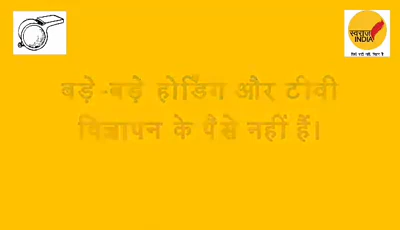 स्वराज
INDIA
बड़े-बड़े होर्डिंग और टीवी
विज्ञापन के पैसे नहीं हैं।